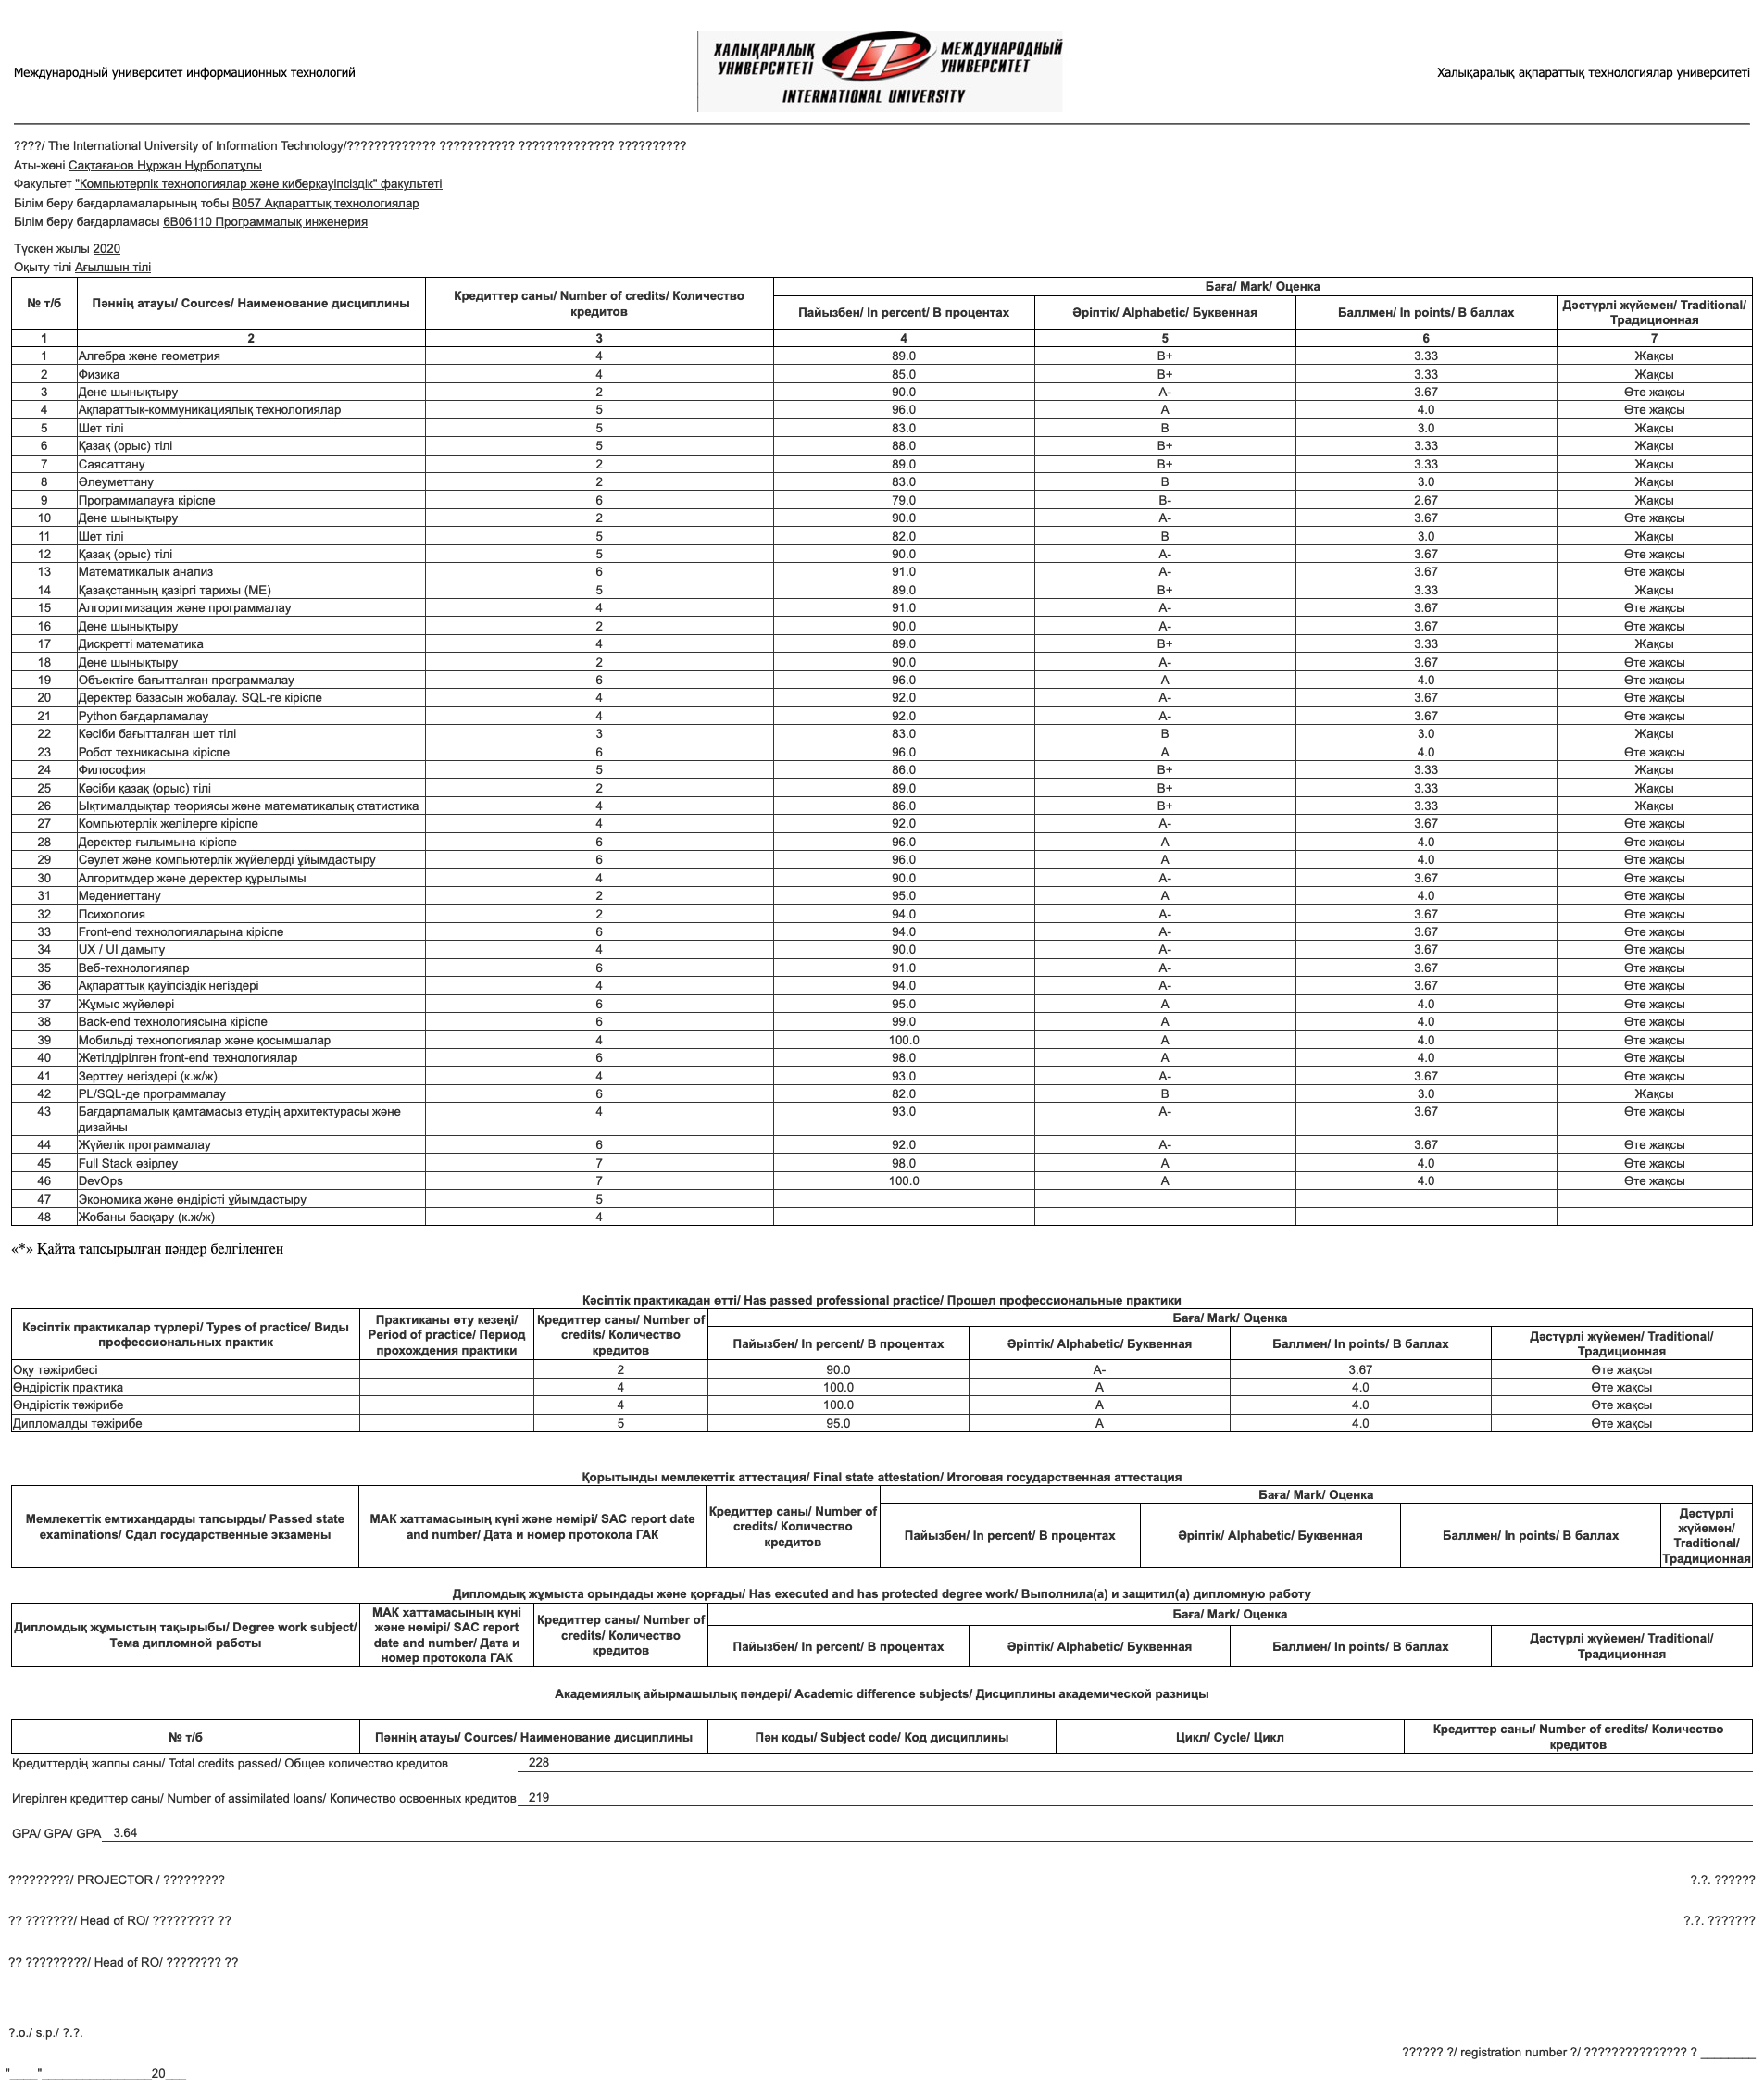 Международный университет информационных технологий
ХАЛЫҚАРАЛЫҚ УНИВЕРСИТЕТІ IT МЕЖДУНАРОДНЫЙ УНИВЕРСИТЕТ
INTERNATIONAL UNIVERSITY
Халықаралық ақпараттық технологиялар университеті
????/ The International University of Information Technology/????????????? ??????????? ?????????????? ??????????
Аты-жөні Сақтағанов Нұржан Нұрболатұлы
Факультет "Компьютерлік технологиялар және киберқауіпсіздік" факультеті
Білім беру бағдарламаларының тобы B057 Ақпараттық технологиялар
Білім беру бағдарламасы 6B06110 Программалық инженерия
Түскен жылы 2020
Оқыту тілі Ағылшын тілі
№ т/б Пәннің атауы/ Cources/ Наименование дисциплины Кредиттер саны/ Number of credits/ Количество кредитов Баға/ Mark/ Оценка
Пайызбен/ In percent/ В процентах Әріптік/ Alphabetic/ Буквенная Баллмен/ In points/ В баллах Дәстүрлі жүйемен/ Traditional/ Традиционная
1 2 3 4 5 6 7
1 Алгебра және геометрия 4 89.0 B+ 3.33 Жақсы
2 Физика 4 85.0 B+ 3.33 Жақсы
3 Дене шынықтыру 2 90.0 A- 3.67 Өте жақсы
4 Ақпараттық-коммуникациялық технологиялар 5 96.0 A 4.0 Өте жақсы
5 Шет тілі 5 83.0 B 3.0 Жақсы
6 Қазақ (орыс) тілі 5 88.0 B+ 3.33 Жақсы
7 Саясаттану 2 89.0 B+ 3.33 Жақсы
8 Әлеуметтану 2 83.0 B 3.0 Жақсы
9 Программалауға кіріспе 6 79.0 B- 2.67 Жақсы
10 Дене шынықтыру 2 90.0 A- 3.67 Өте жақсы
11 Шет тілі 5 82.0 B 3.0 Жақсы
12 Қазақ (орыс) тілі 5 90.0 A- 3.67 Өте жақсы
13 Математикалық анализ 6 91.0 A- 3.67 Өте жақсы
14 Қазақстанның қазіргі тарихы (МЕ) 5 89.0 B+ 3.33 Жақсы
15 Алгоритмизация және программалау 4 91.0 A- 3.67 Өте жақсы
16 Дене шынықтыру 2 90.0 A- 3.67 Өте жақсы
17 Дискретті математика 4 89.0 B+ 3.33 Жақсы
18 Дене шынықтыру 2 90.0 A- 3.67 Өте жақсы
19 Объектіге бағытталған программалау 6 96.0 A 4.0 Өте жақсы
20 Деректер базасын жобалау. SQL-ге кіріспе 4 92.0 A- 3.67 Өте жақсы
21 Python бағдарламалау 4 92.0 A- 3.67 Өте жақсы
22 Кәсіби бағытталған шет тілі 3 83.0 B 3.0 Жақсы
23 Робот техникасына кіріспе 6 96.0 A 4.0 Өте жақсы
24 Философия 5 86.0 B+ 3.33 Жақсы
25 Кәсіби қазақ (орыс) тілі 2 89.0 B+ 3.33 Жақсы
26 Ықтималдықтар теориясы және математикалық статистика 4 86.0 B+ 3.33 Жақсы
27 Компьютерлік желілерге кіріспе 4 92.0 A- 3.67 Өте жақсы
28 Деректер ғылымына кіріспе 6 96.0 A 4.0 Өте жақсы
29 Сәулет және компьютерлік жүйелерді ұйымдастыру 6 96.0 A 4.0 Өте жақсы
30 Алгоритмдер және деректер құрылымы 4 90.0 A- 3.67 Өте жақсы
31 Мәдениеттану 2 95.0 A 4.0 Өте жақсы
32 Психология 2 94.0 A- 3.67 Өте жақсы
33 Front-end технологияларына кіріспе 6 94.0 A- 3.67 Өте жақсы
34 UX / UI дамыту 4 90.0 A- 3.67 Өте жақсы
35 Веб-технологиялар 6 91.0 A- 3.67 Өте жақсы
36 Ақпараттық қауіпсіздік негіздері 4 94.0 A- 3.67 Өте жақсы
37 Жұмыс жүйелері 6 95.0 A 4.0 Өте жақсы
38 Back-end технологиясына кіріспе 6 99.0 A 4.0 Өте жақсы
39 Мобильді технологиялар және қосымшалар 4 100.0 A 4.0 Өте жақсы
40 Жетілдірілген front-end технологиялар 6 98.0 A 4.0 Өте жақсы
41 Зерттеу негіздері (к.ж/ж) 4 93.0 A- 3.67 Өте жақсы
42 PL/SQL-де программалау 6 82.0 B 3.0 Жақсы
43 Бағдарламалық қамтамасыз етудің архитектурасы және дизайны 4 93.0 A- 3.67 Өте жақсы
44 Жүйелік программалау 6 92.0 A- 3.67 Өте жақсы
45 Full Stack әзірлеу 7 98.0 A 4.0 Өте жақсы
46 DevOps 7 100.0 A 4.0 Өте жақсы
47 Экономика және өндірісті ұйымдастыру 5
48 Жобаны басқару (к.ж/ж) 4
«*» Қайта тапсырылған пәндер белгіленген
Кәсіптік практикадан өтті/ Has passed professional practice/ Прошел профессиональные практики
Кәсіптік практикалар түрлері/ Types of practice/ Виды профессиональных практик Практиканы өту кезеңі/ Period of practice/ Период прохождения практики Кредиттер саны/ Number of credits/ Количество кредитов Баға/ Mark/ Оценка
Пайызбен/ In percent/ В процентах Әріптік/ Alphabetic/ Буквенная Баллмен/ In points/ В баллах Дәстүрлі жүйемен/ Traditional/ Традиционная
Оқу тәжірибесі 2 90.0 A- 3.67 Өте жақсы
Өндірістік практика 4 100.0 A 4.0 Өте жақсы
Өндірістік тәжірибе 4 100.0 A 4.0 Өте жақсы
Дипломалды тәжірибе 5 95.0 A 4.0 Өте жақсы
Қорытынды мемлекеттік аттестация/ Final state attestation/ Итоговая государственная аттестация
Мемлекеттік емтихандарды тапсырды/ Passed state examinations/ Сдал государственные экзамены МАК хаттамасының күні және нөмірі/ SAC report date and number/ Дата и номер протокола ГАК Кредиттер саны/ Number of credits/ Количество кредитов Баға/ Mark/ Оценка
Пайызбен/ In percent/ В процентах Әріптік/ Alphabetic/ Буквенная Баллмен/ In points/ В баллах Дәстүрлі жүйемен/ Traditional/ Традиционная
Дипломдық жұмыста орындады және қорғады/ Has executed and has protected degree work/ Выполнила(а) и защитил(а) дипломную работу
Дипломдық жұмыстың тақырыбы/ Degree work subject/ Тема дипломной работы МАК хаттамасының күні және нөмірі/ SAC report date and number/ Дата и номер протокола ГАК Кредиттер саны/ Number of credits/ Количество кредитов Баға/ Mark/ Оценка
Пайызбен/ In percent/ В процентах Әріптік/ Alphabetic/ Буквенная Баллмен/ In points/ В баллах Дәстүрлі жүйемен/ Traditional/ Традиционная
Академиялық айырмашылық пәндері/ Academic difference subjects/ Дисциплины академической разницы
№ т/б Пәннің атауы/ Cources/ Наименование дисциплины Пән коды/ Subject code/ Код дисциплины Цикл/ Cycle/ Цикл Кредиттер саны/ Number of credits/ Количество кредитов
Кредиттердің жалпы саны/ Total credits passed/ Общее количество кредитов 228
Игерілген кредиттер саны/ Number of assimilated loans/ Количество освоенных кредитов 219
GPA/ GPA/ GPA 3.64
?????????/ PROJECTOR / ????????? ?.?. ??????
?? ???????/ Head of RO/ ????????? ?? ?.?. ???????
?? ?????????/ Head of RO/ ???????? ??
?.o./ s.p./ ?.?.
?????? ?/ registration number ?/ ??????????????? ? ________
"____"________________20___